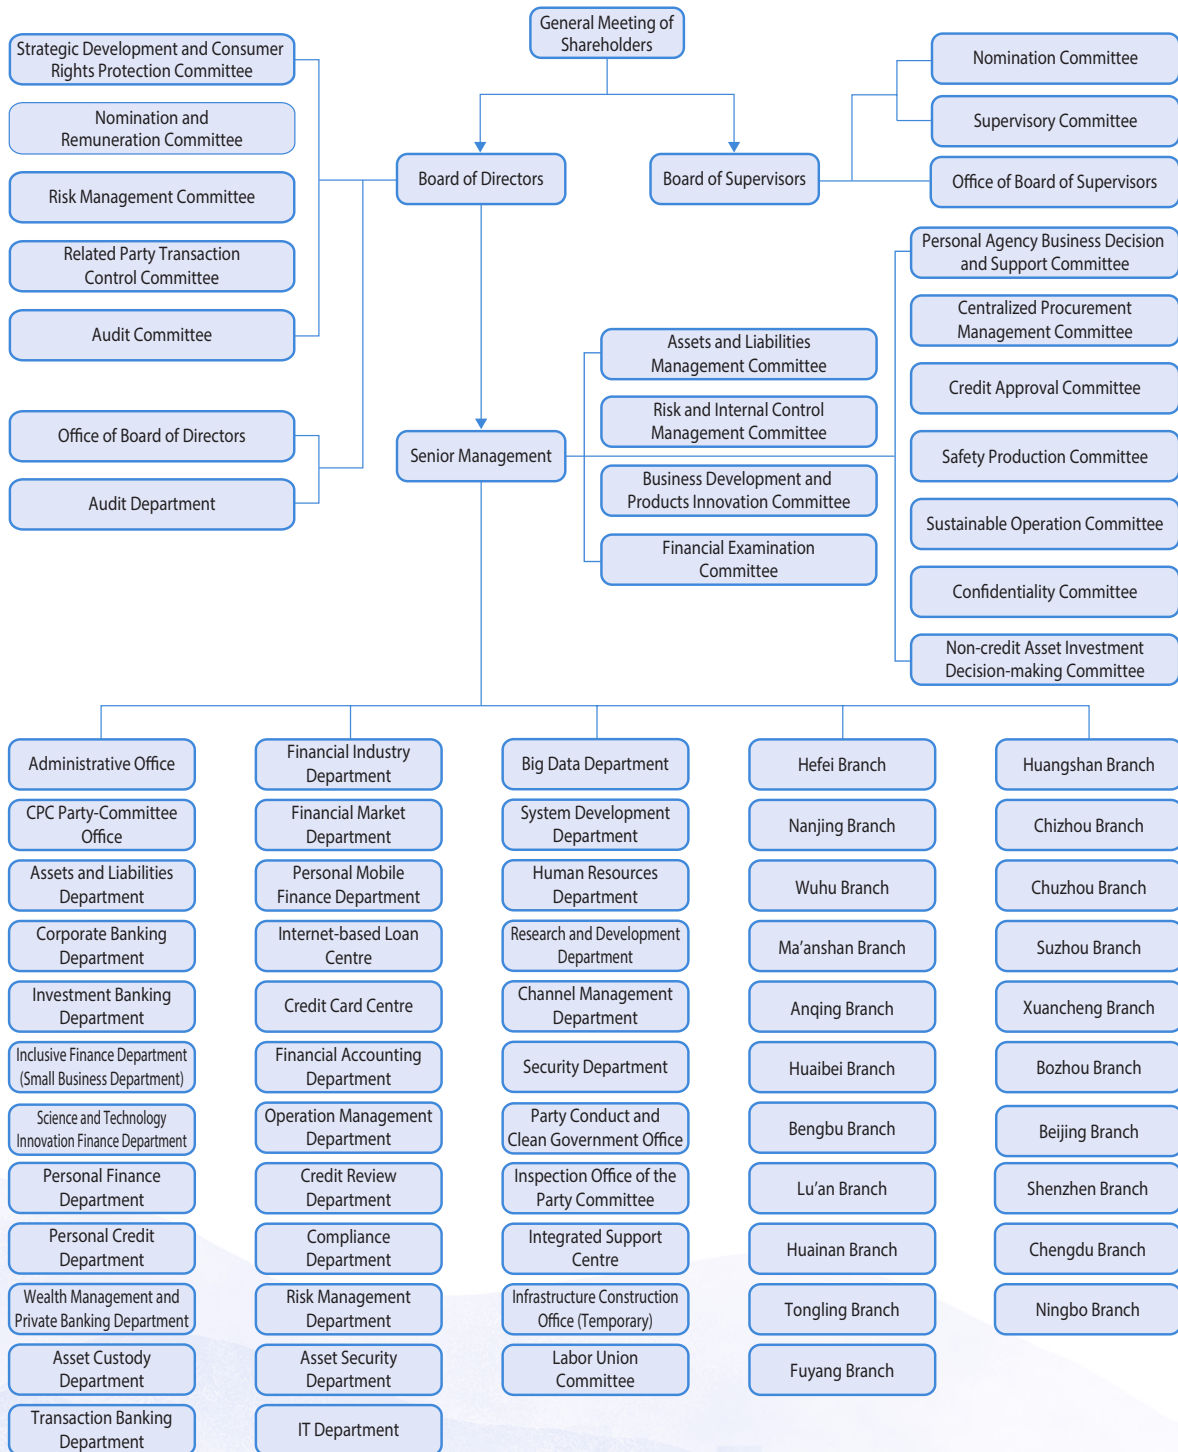 General Meeting of
Shareholders
Strategic Development and Consumer
Rights Protection Committee
Nomination and
Remuneration Committee
Risk Management Committee
Related Party Transaction
Control Committee
Audit Committee
Office of Board of Directors
Audit Department
Board of Directors
Board of Supervisors
Nomination Committee
Supervisory Committee
Office of Board of Supervisors
Senior Management
Assets and Liabilities
Management Committee
Risk and Internal Control
Management Committee
Business Development and
Products Innovation Committee
Financial Examination
Committee
Personal Agency Business Decision
and Support Committee
Centralized Procurement
Management Committee
Credit Approval Committee
Safety Production Committee
Sustainable Operation Committee
Confidentiality Committee
Non-credit Asset Investment
Decision-making Committee
Administrative Office
CPC Party-Committee
Office
Assets and Liabilities
Department
Corporate Banking
Department
Investment Banking
Department
Inclusive Finance Department
(Small Business Department)
Science and Technology
Innovation Finance Department
Personal Finance
Department
Personal Credit
Department
Wealth Management and
Private Banking Department
Asset Custody
Department
Transaction Banking
Department
Financial Industry
Department
Financial Market
Department
Personal Mobile
Finance Department
Internet-based Loan
Centre
Credit Card Centre
Financial Accounting
Department
Operation Management
Department
Credit Review
Department
Compliance
Department
Risk Management
Department
Asset Security
Department
IT Department
Big Data Department
System Development
Department
Human Resources
Department
Research and Development
Department
Channel Management
Department
Security Department
Party Conduct and
Clean Government Office
Inspection Office of the
Party Committee
Integrated Support
Centre
Infrastructure Construction
Office (Temporary)
Labor Union
Committee
Hefei Branch
Nanjing Branch
Wuhu Branch
Ma'anshan Branch
Anqing Branch
Huaibei Branch
Bengbu Branch
Lu'an Branch
Huainan Branch
Tongling Branch
Fuyang Branch
Huangshan Branch
Chizhou Branch
Chuzhou Branch
Suzhou Branch
Xuancheng Branch
Bozhou Branch
Beijing Branch
Shenzhen Branch
Chengdu Branch
Ningbo Branch